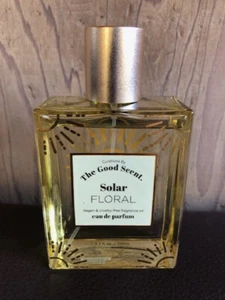 Curated By
The Good Scent.
Solar
FLORAL
Vegan & cruelty-free fragrance oil
eau de parfum